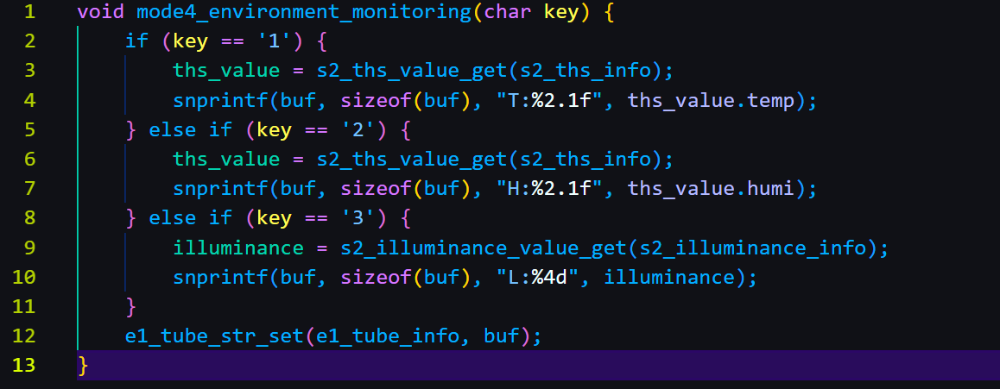 1 void mode4_environment_monitoring(char key) {
2     if (key == '1') {
3         ths_value = s2_ths_value_get(s2_ths_info);
4         snprintf(buf, sizeof(buf), "T:%2.1f", ths_value.temp);
5     } else if (key == '2') {
6         ths_value = s2_ths_value_get(s2_ths_info);
7         snprintf(buf, sizeof(buf), "H:%2.1f", ths_value.humi);
8     } else if (key == '3') {
9         illuminance = s2_illuminance_value_get(s2_illuminance_info);
10         snprintf(buf, sizeof(buf), "L:%4d", illuminance);
11     }
12     e1_tube_str_set(e1_tube_info, buf);
13 }